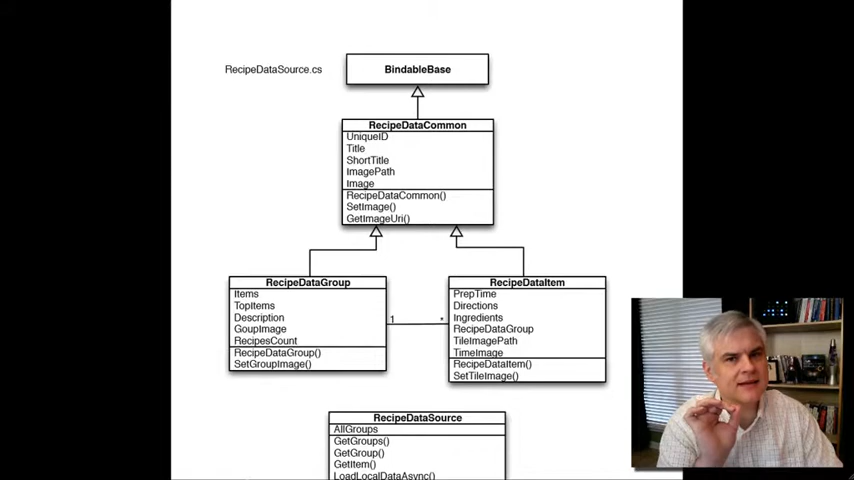 RecipeDataSource.cs
BindableBase
RecipeDataCommon
UniqueID
Title
ShortTitle
ImagePath
Image
RecipeDataCommon()
SetImage()
GetImageUri()
RecipeDataGroup
Items
TopItems
Description
GoupImage
RecipesCount
RecipeDataGroup()
SetGroupImage()
1
*
RecipeDataItem
PrepTime
Directions
Ingredients
RecipeDataGroup
TileImagePath
TimeImage
RecipeDataItem()
SetTileImage()
RecipeDataSource
AllGroups
GetGroups()
GetGroup()
GetItem()
LoadLocalDataAsync()